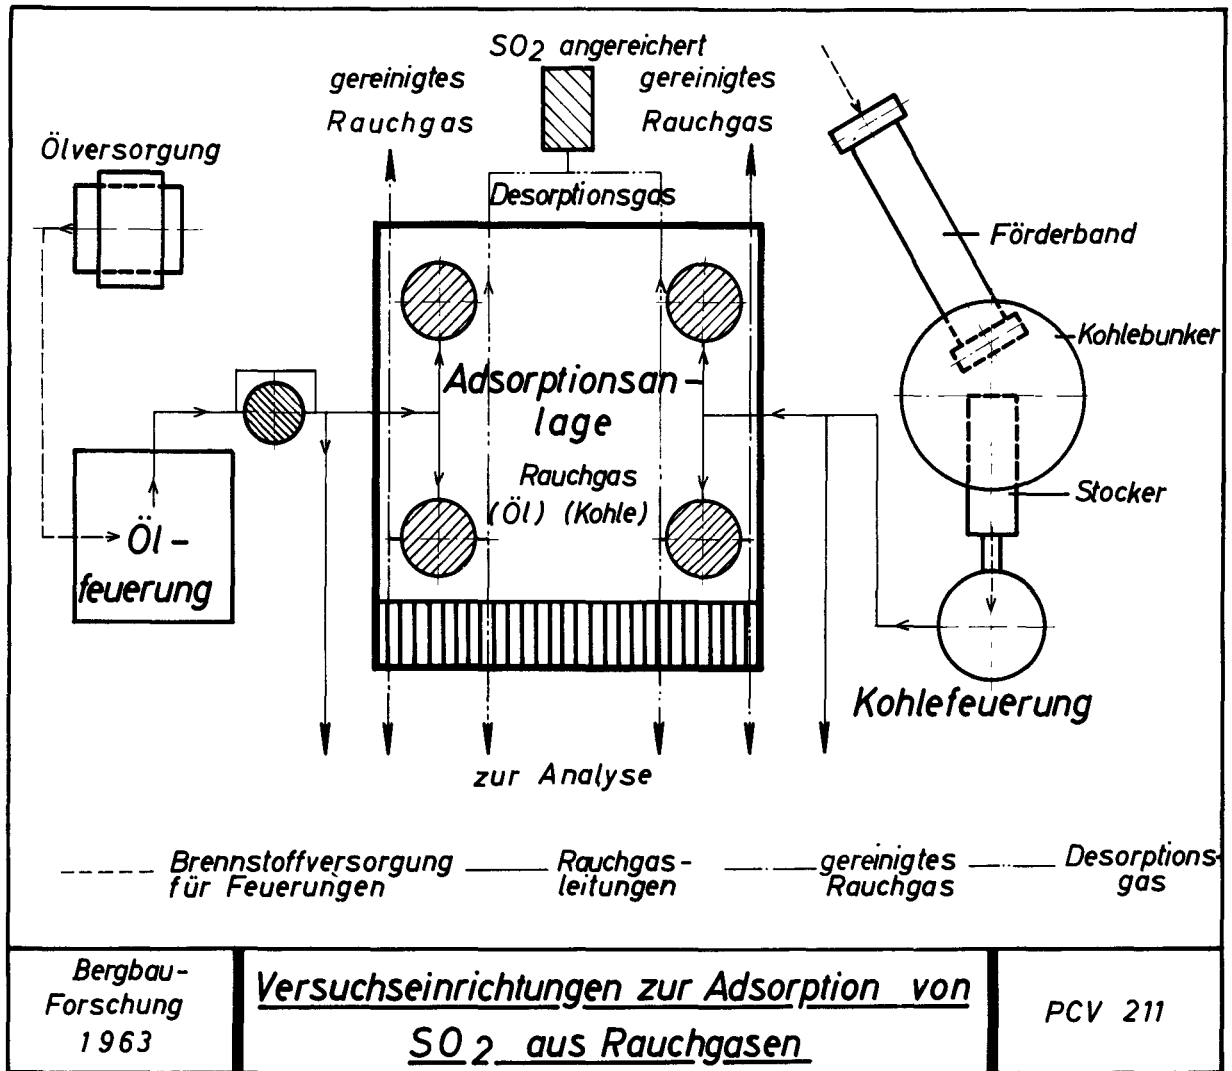 SO2 angereichert
gereinigtes
Rauchgas
gereinigtes
Rauchgas
Ölversorgung
Desorptionsgas
Förderband
Kohlebunker
Adsorptionsan-
lage
Rauchgas
(Öl) (Kohle)
Stocker
Öl-
feuerung
Kohlefeuerung
zur Analyse
Brennstoffversorgung
für Feuerungen
Rauchgas-
leitungen
gereinigtes
Rauchgas
Desorptions-
gas
Bergbau-
Forschung
1963
Versuchseinrichtungen zur Adsorption von
SO2 aus Rauchgasen
PCV 211